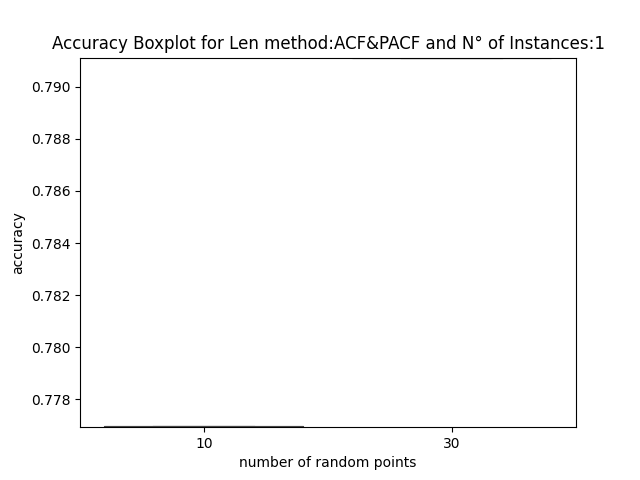 Accuracy Boxplot for Len method:ACF&PACF and N° of Instances:1
0.790
0.788
0.786
0.784
0.782
0.780
0.778
accuracy
10 30
number of random points